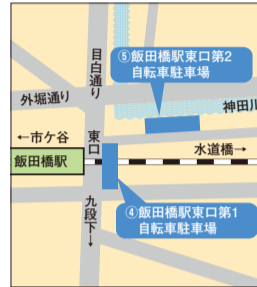 目白通り
⑤飯田橋駅東口第2
自転車駐車場
外堀通り
神田川
←市ケ谷
東口
水道橋→
飯田橋駅
九段下→
④飯田橋駅東口第1
自転車駐車場